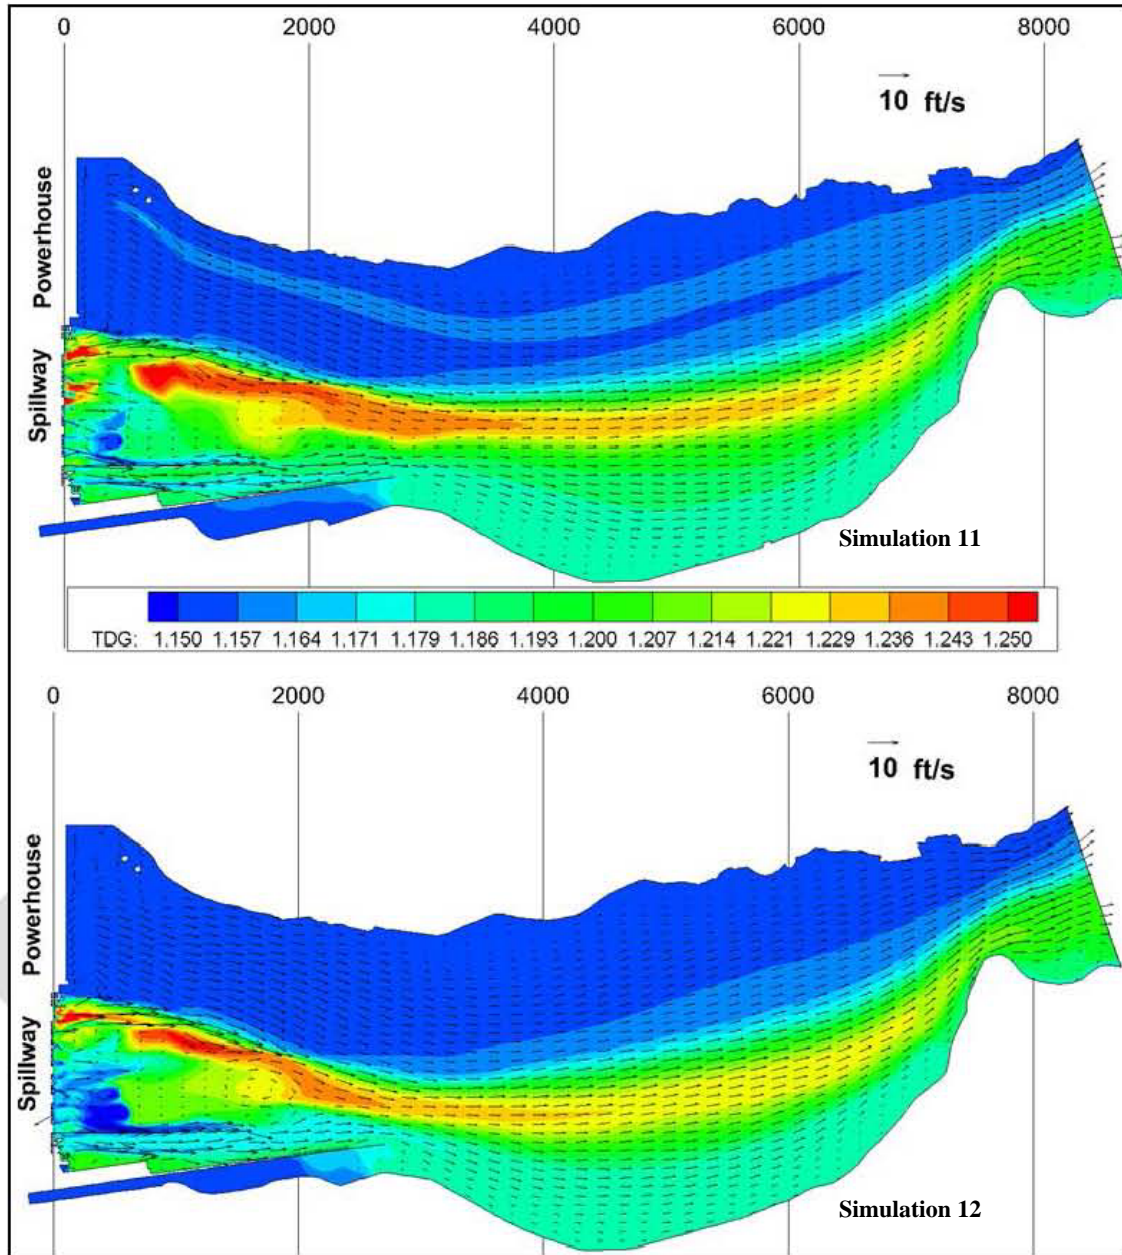 0 2000 4000 6000 8000
10 ft/s
Powerhouse
Spillway
Simulation 11
TDG: 1.150 1.157 1.164 1.171 1.179 1.186 1.193 1.200 1.207 1.214 1.221 1.229 1.236 1.243 1.250
0 2000 4000 6000 8000
10 ft/s
Powerhouse
Spillway
Simulation 12